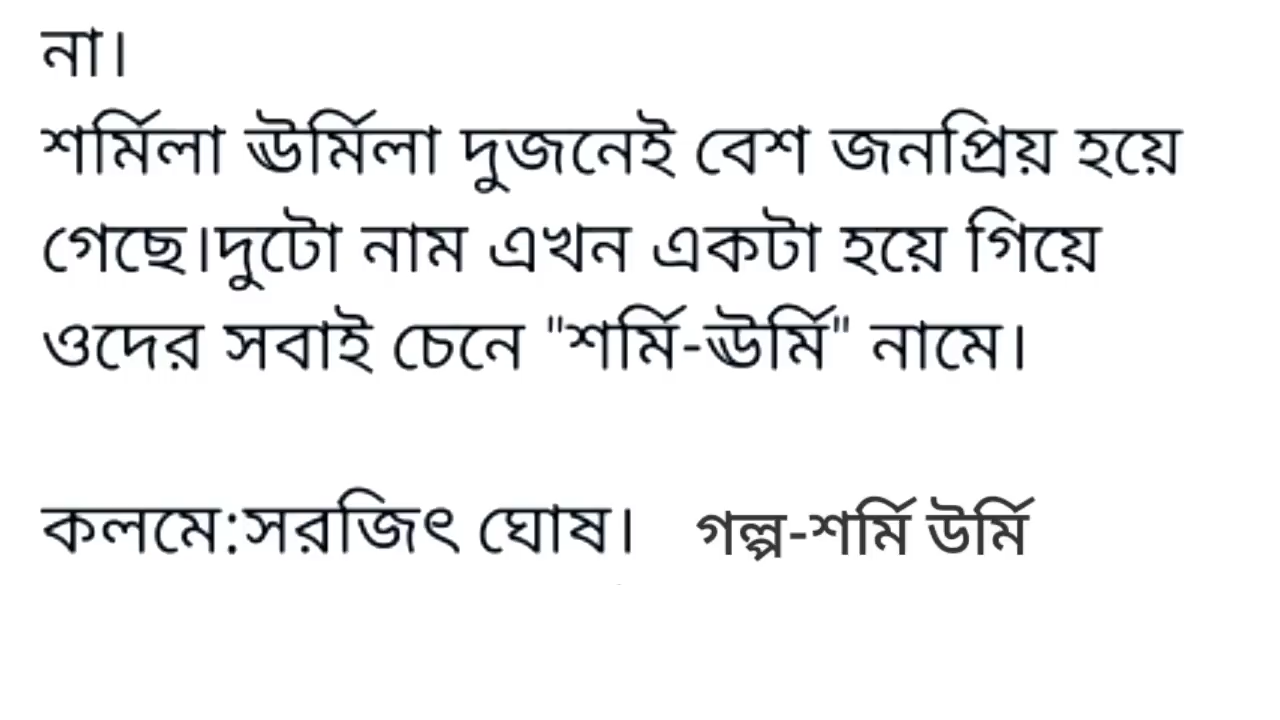 না।
শর্মিলা ঊর্মিলা দুজনেই বেশ জনপ্রিয় হয়ে
গেছে।দুটো নাম এখন একটা হয়ে গিয়ে
ওদের সবাই চেনে "শর্মি-ঊর্মি" নামে।
কলমে:সরজিৎ ঘোষ। গল্প-শর্মি উর্মি